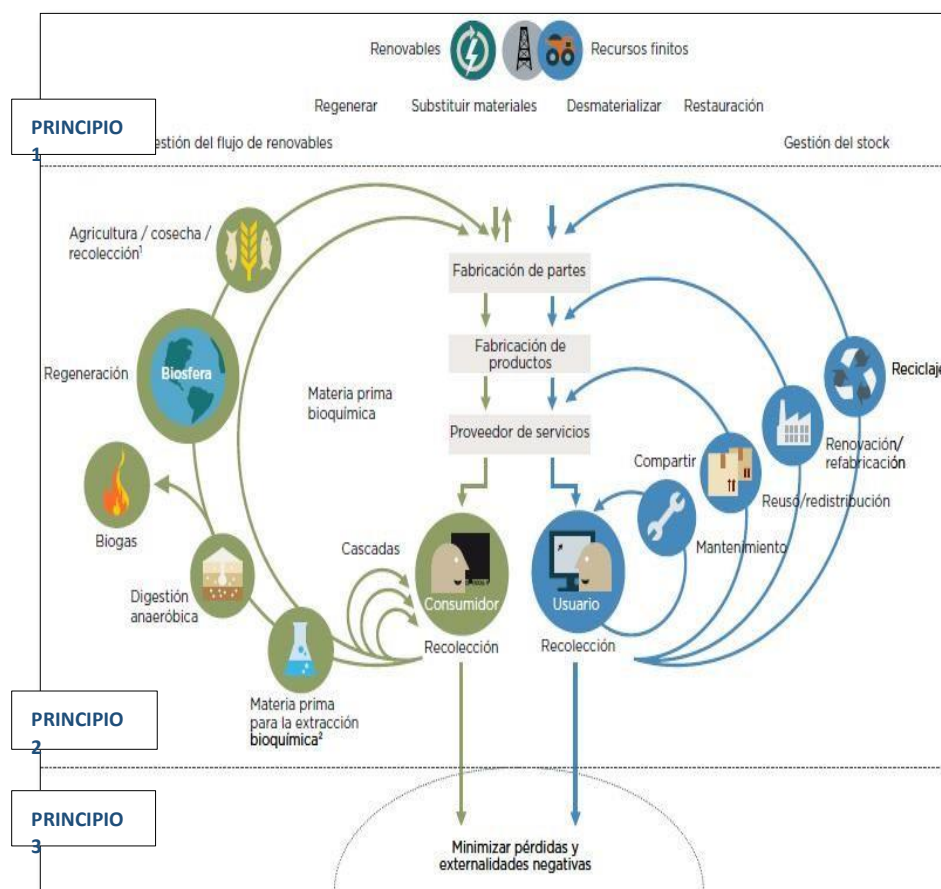 Renovables
Recursos finitos
Regenerar
Substituir materiales
Desmaterializar
Restauración
PRINCIPIO
1
estión del flujo de renovables
Gestión del stock
Agricultura / cosecha /
recolección¹
Fabricación de partes
Regeneración
Biosfera
Fabricación de
productos
Reciclaje
Materia prima
bioquímica
Proveedor de servicios
Renovación/
refabricación
Compartir
Reuso/redistribución
Biogas
Cascadas
Mantenimiento
Digestión
anaeróbica
Consumidor
Usuario
Recolección
Recolección
Materia prima
para la extracción
bioquímica²
PRINCIPIO
2
PRINCIPIO
3
Minimizar pérdidas y
externalidades negativas